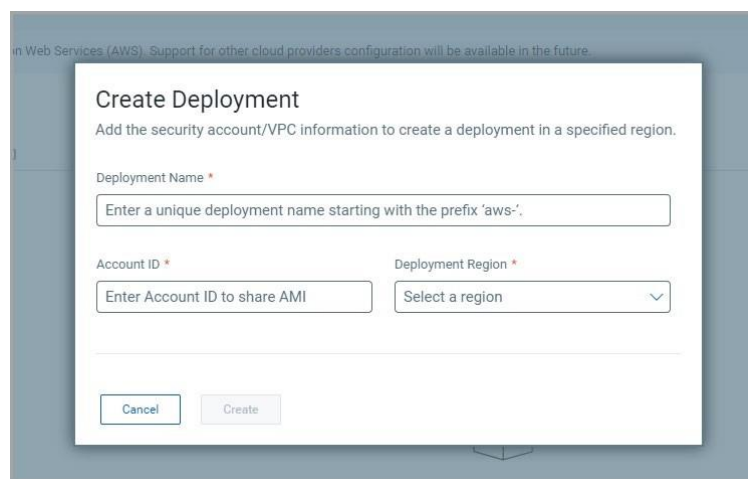 Web Services (AWS). Support for other cloud providers configuration will be available in the future.
Create Deployment
Add the security account/VPC information to create a deployment in a specified region.
Deployment Name *
Enter a unique deployment name starting with the prefix 'aws-'.
Account ID * Deployment Region *
Enter Account ID to share AMI Select a region
Cancel Create